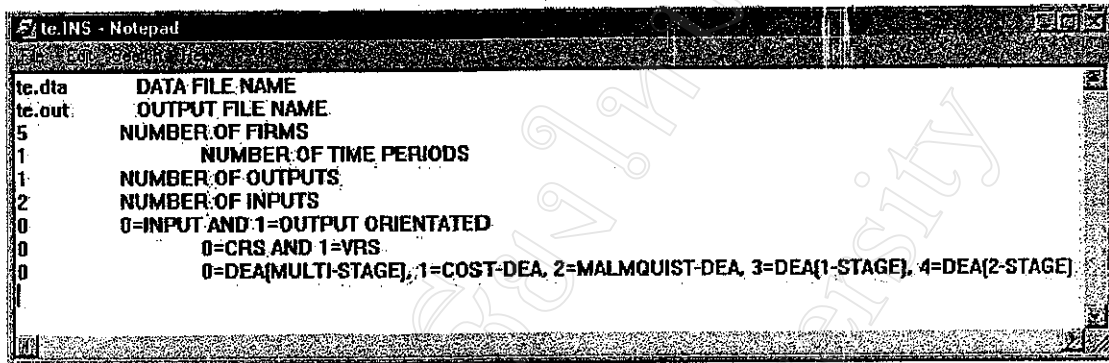 te.INS - Notepad
te.dta DATA FILE NAME
te.out OUTPUT FILE NAME
5 NUMBER OF FIRMS
1 NUMBER OF TIME PERIODS
1 NUMBER OF OUTPUTS
2 NUMBER OF INPUTS
0 0=INPUT AND 1=OUTPUT ORIENTATED
0 0=CRS AND 1=VRS
0 0=DEA(MULTI-STAGE), 1=COST-DEA, 2=MALMQUIST-DEA, 3=DEA(1-STAGE), 4=DEA(2-STAGE)